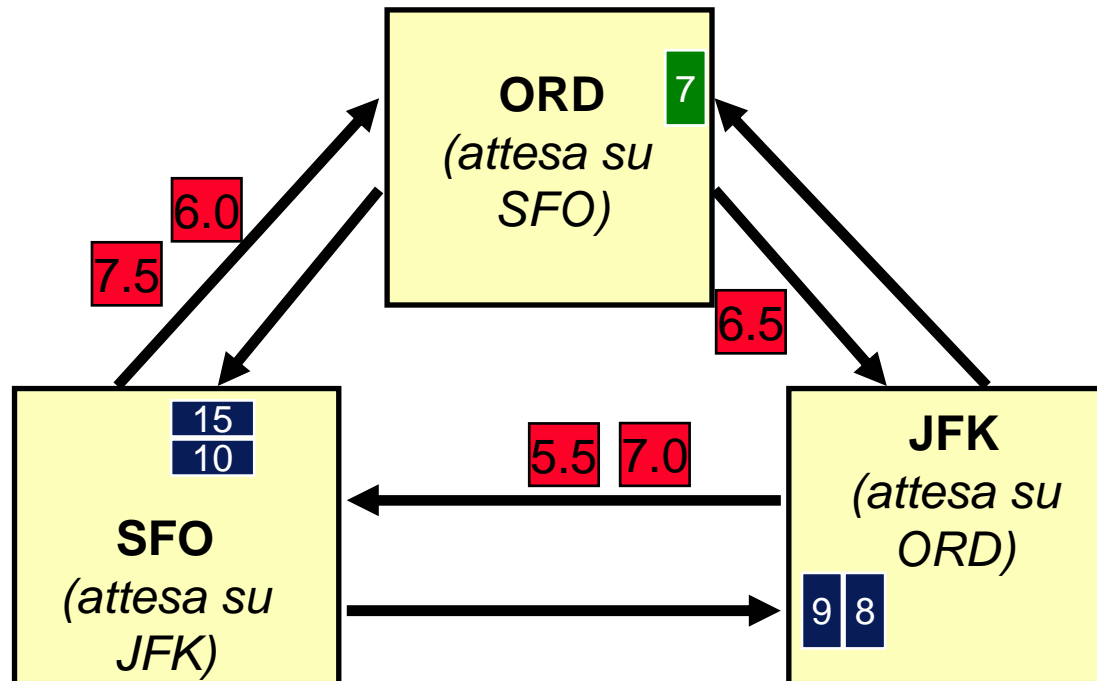 ORD
(attesa su
SFO)
7
6.0
7.5
6.5
15
10
SFO
(attesa su
JFK)
5.5 7.0
JFK
(attesa su
ORD)
9 8